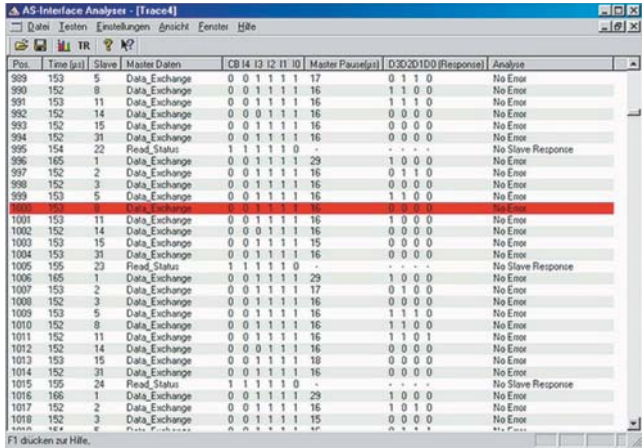 AS-Interface Analyser - [Trace4]
Datei Testen Einstellungen Ansicht Fenster Hilfe
TR
Pos. Time (µs) Slave Master Daten CB I4 I3 I2 I1 I0 Master Pause(µs) D3D2D1D0 (Response) Analyse
989 153 5 Data_Exchange 0 0 1 1 1 1 17 0 1 1 0 No Error
990 152 8 Data_Exchange 0 0 1 1 1 1 16 1 1 0 0 No Error
991 153 11 Data_Exchange 0 0 1 1 1 1 16 1 1 1 0 No Error
992 152 14 Data_Exchange 0 0 0 1 1 1 16 0 0 0 0 No Error
993 152 15 Data_Exchange 0 0 1 1 1 1 16 0 0 0 0 No Error
994 152 31 Data_Exchange 0 0 1 1 1 1 16 0 0 0 0 No Error
995 154 22 Read_Status 1 1 1 1 1 0 - - - - - No Slave Response
996 165 1 Data_Exchange 0 0 1 1 1 1 29 1 0 0 0 No Error
997 152 2 Data_Exchange 0 0 1 1 1 1 16 0 1 1 0 No Error
998 152 3 Data_Exchange 0 0 1 1 1 1 16 0 0 0 0 No Error
999 153 5 Data_Exchange 0 0 1 1 1 1 16 1 1 0 0 No Error
1000 153 8 Data_Exchange 0 0 1 1 1 1 16 0 0 0 0 No Error
1001 153 11 Data_Exchange 0 0 1 1 1 1 16 1 0 0 0 No Error
1002 152 14 Data_Exchange 0 0 0 1 1 1 16 0 0 0 0 No Error
1003 152 15 Data_Exchange 0 0 1 1 1 1 15 0 0 0 0 No Error
1004 153 31 Data_Exchange 0 0 1 1 1 1 16 0 0 0 0 No Error
1005 155 23 Read_Status 1 1 1 1 1 0 - - - - - No Slave Response
1006 165 1 Data_Exchange 0 0 1 1 1 1 29 1 0 0 0 No Error
1007 153 2 Data_Exchange 0 0 1 1 1 1 17 0 1 0 0 No Error
1008 152 3 Data_Exchange 0 0 1 1 1 1 16 0 0 0 0 No Error
1009 152 5 Data_Exchange 0 0 1 1 1 1 16 1 1 1 0 No Error
1010 152 8 Data_Exchange 0 0 1 1 1 1 16 1 1 0 0 No Error
1011 152 11 Data_Exchange 0 0 1 1 1 1 16 1 1 0 1 No Error
1012 152 14 Data_Exchange 0 0 0 1 1 1 16 0 0 0 0 No Error
1013 153 15 Data_Exchange 0 0 1 1 1 1 18 0 0 0 0 No Error
1014 152 31 Data_Exchange 0 0 1 1 1 1 16 0 0 0 0 No Error
1015 155 24 Read_Status 1 1 1 1 1 0 - - - - - No Slave Response
1016 166 1 Data_Exchange 0 0 1 1 1 1 29 1 0 0 0 No Error
1017 152 2 Data_Exchange 0 0 1 1 1 1 16 1 0 1 0 No Error
1018 152 3 Data_Exchange 0 0 1 1 1 1 15 0 0 0 0 No Error
F1 drücken zur Hilfe.